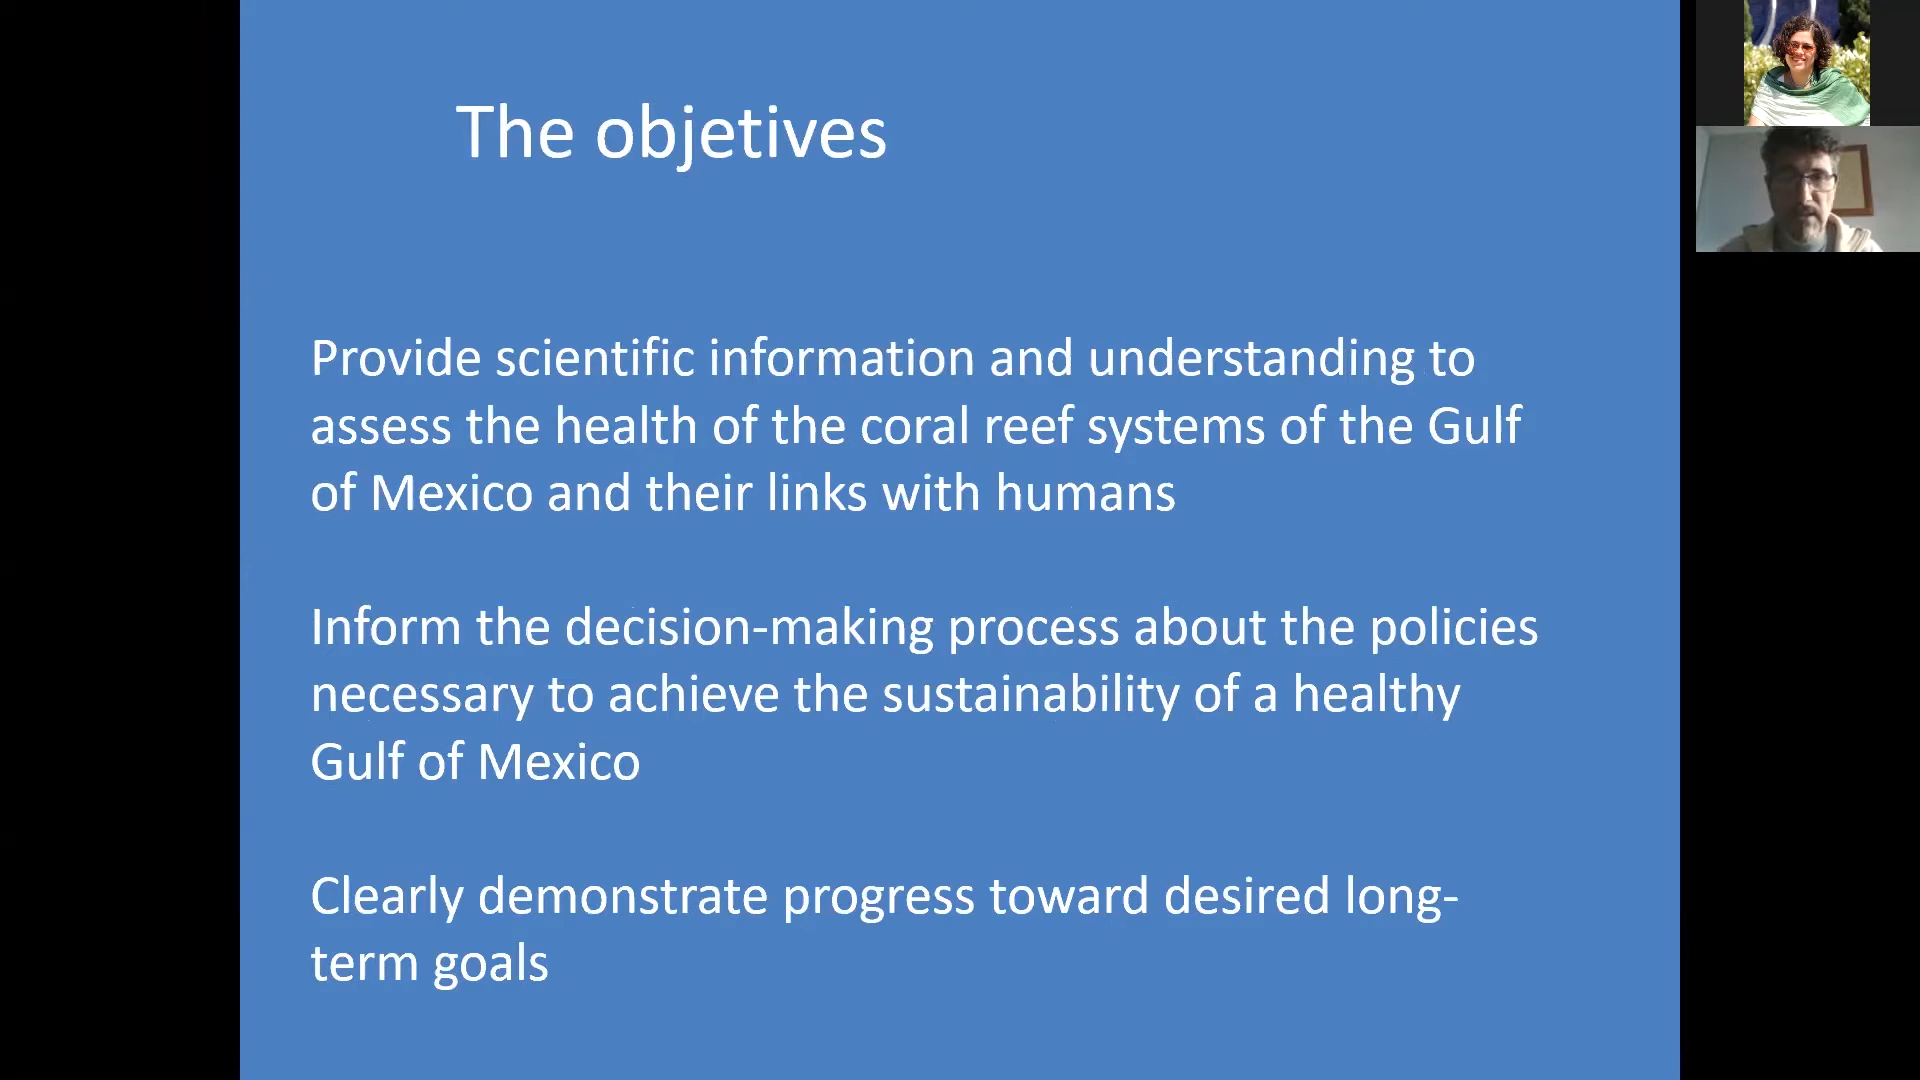 The objetives
Provide scientific information and understanding to
assess the health of the coral reef systems of the Gulf
of Mexico and their links with humans
Inform the decision-making process about the policies
necessary to achieve the sustainability of a healthy
Gulf of Mexico
Clearly demonstrate progress toward desired long-
term goals